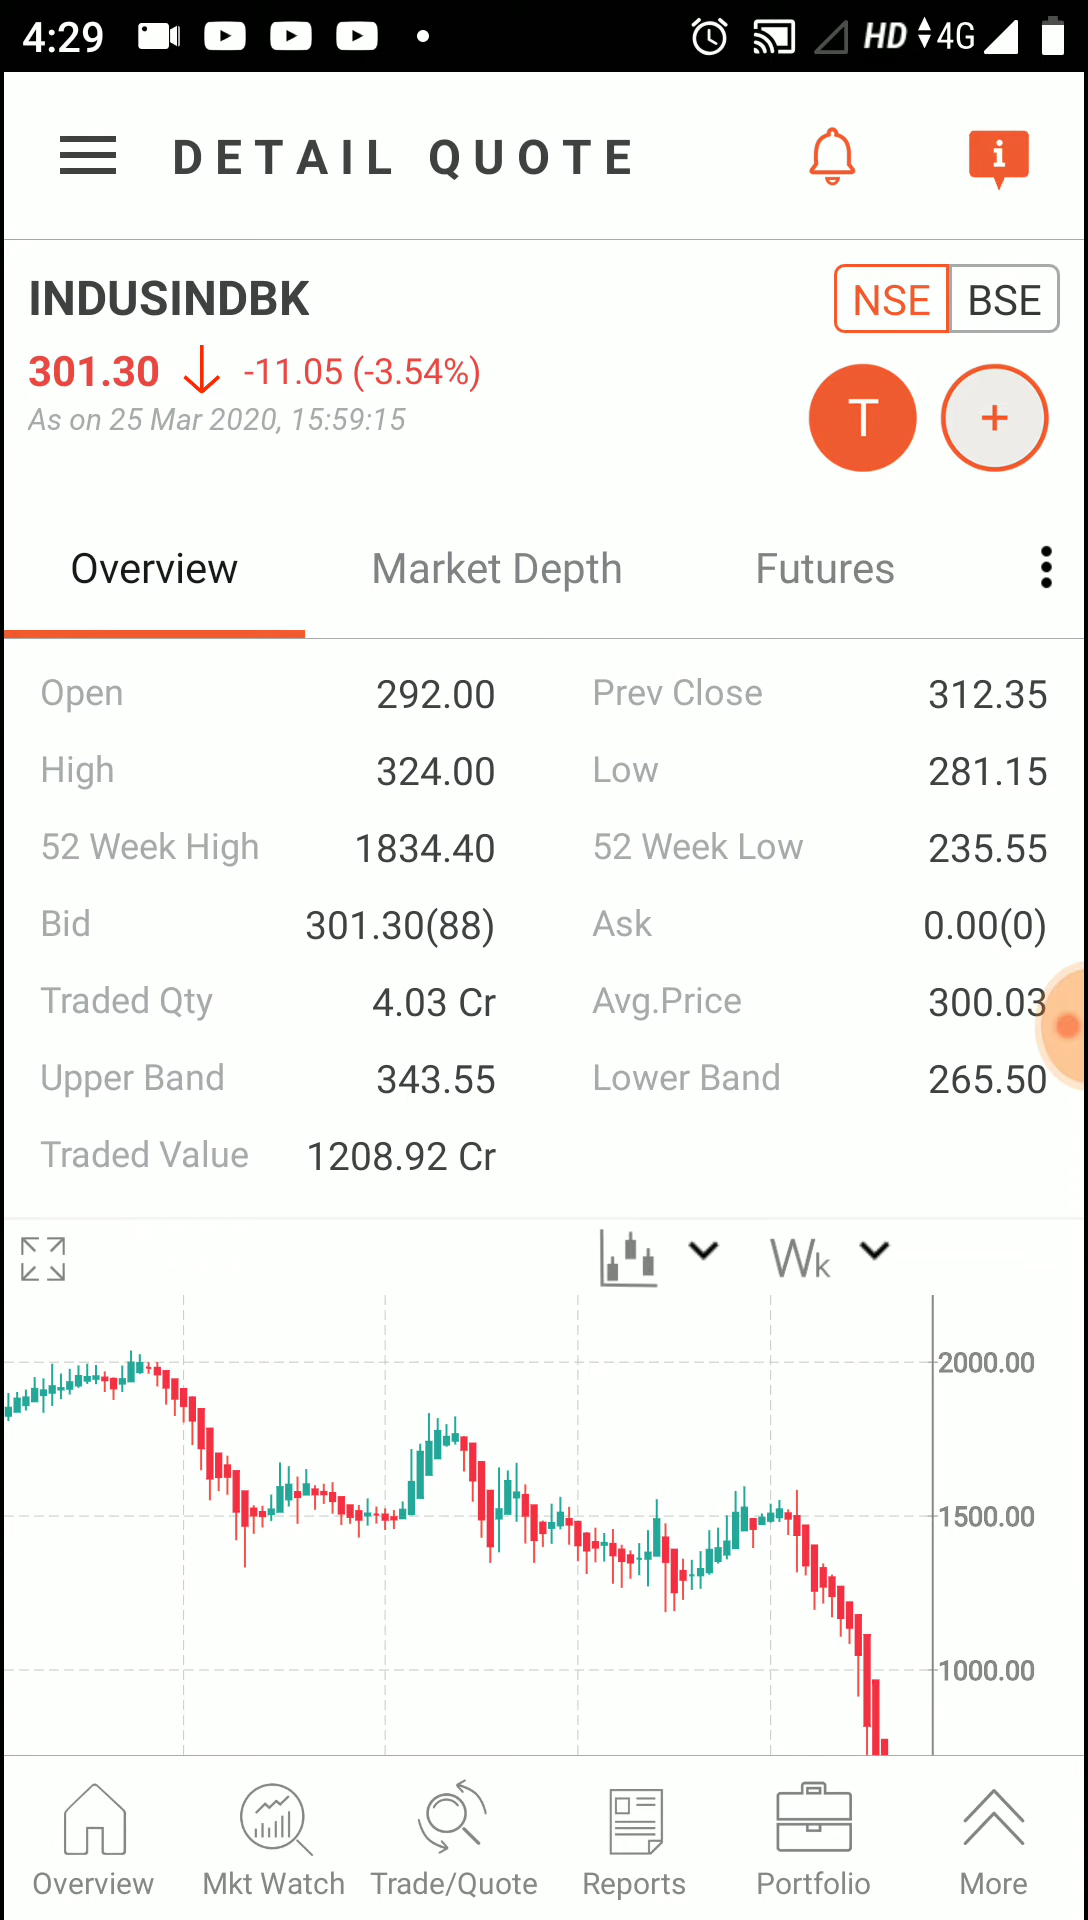 4:29 HD 4G
DETAIL QUOTE
INDUSINDBK NSE BSE
301.30 -11.05 (-3.54%)
As on 25 Mar 2020, 15:59:15
T +
Overview Market Depth Futures
Open 292.00 Prev Close 312.35
High 324.00 Low 281.15
52 Week High 1834.40 52 Week Low 235.55
Bid 301.30(88) Ask 0.00(0)
Traded Qty 4.03 Cr Avg.Price 300.03
Upper Band 343.55 Lower Band 265.50
Traded Value 1208.92 Cr
Wk
2000.00
1500.00
1000.00
Overview Mkt Watch Trade/Quote Reports Portfolio More